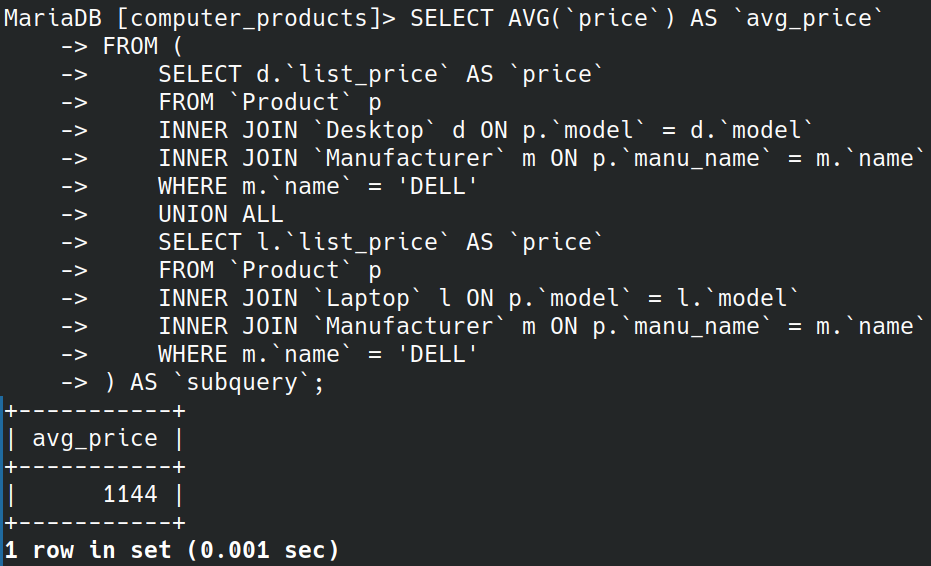 MariaDB [computer_products]> SELECT AVG(`price`) AS `avg_price`
    -> FROM (
    ->     SELECT d.`list_price` AS `price`
    ->     FROM `Product` p
    ->     INNER JOIN `Desktop` d ON p.`model` = d.`model`
    ->     INNER JOIN `Manufacturer` m ON p.`manu_name` = m.`name`
    ->     WHERE m.`name` = 'DELL'
    ->     UNION ALL
    ->     SELECT l.`list_price` AS `price`
    ->     FROM `Product` p
    ->     INNER JOIN `Laptop` l ON p.`model` = l.`model`
    ->     INNER JOIN `Manufacturer` m ON p.`manu_name` = m.`name`
    ->     WHERE m.`name` = 'DELL'
    -> ) AS `subquery`;
+-----------+
| avg_price |
+-----------+
|      1144 |
+-----------+
1 row in set (0.001 sec)